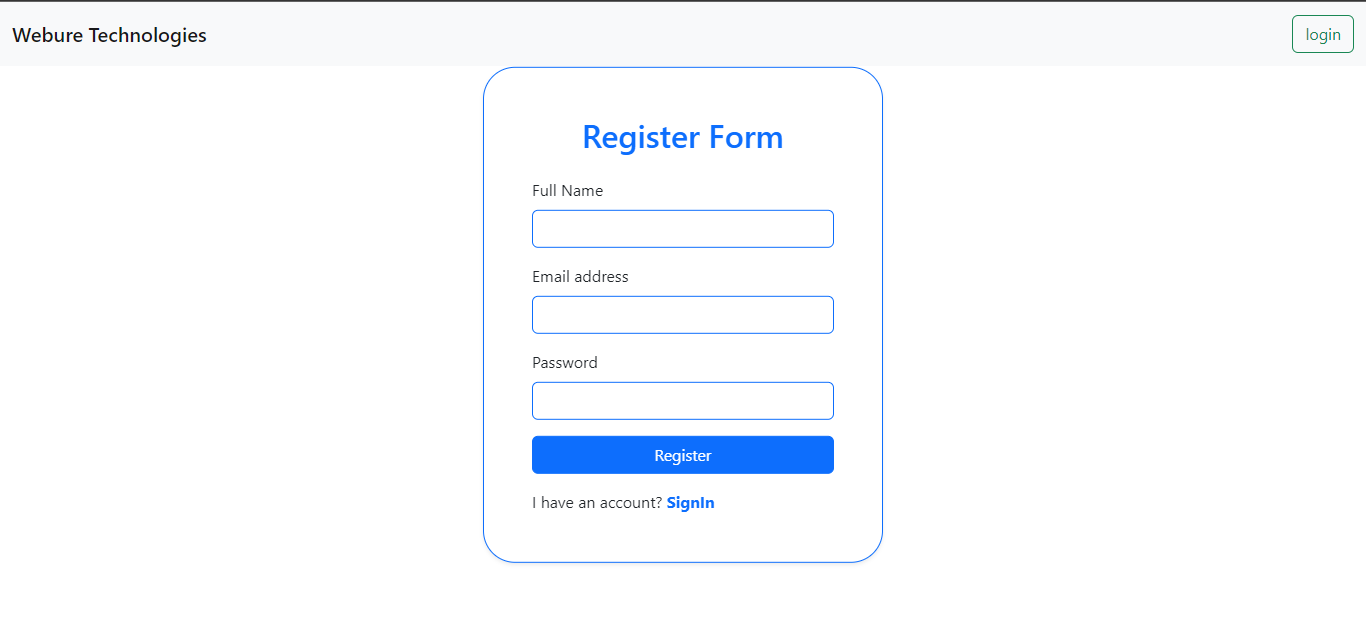 Webure Technologies
login
Register Form
Full Name
Email address
Password
Register
I have an account? SignIn